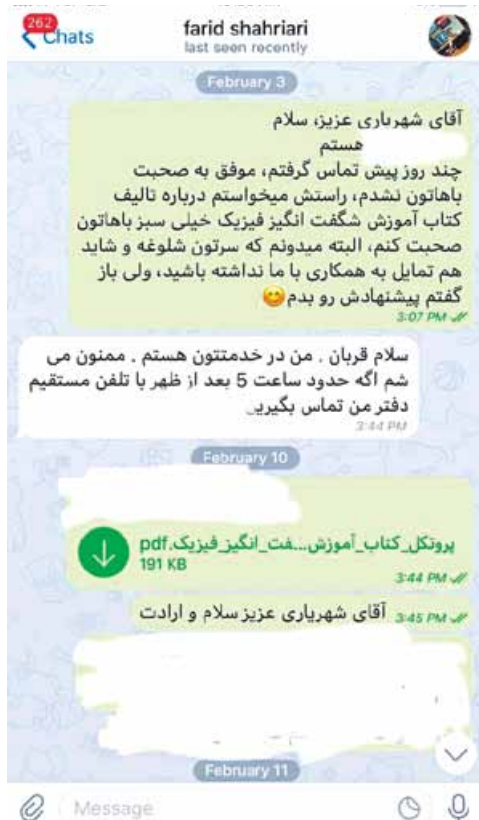 262
Chats
farid shahriari
last seen recently
February 3
آقای شهریاری عزیز، سلام
هستم
چند روز پیش تماس گرفتم، موفق به صحبت
باهاتون نشدم، راستش میخواستم درباره تالیف
کتاب آموزش شگفت انگیز فیزیک خیلی سبز باهاتون
صحبت کنم، البته میدونم که سرتون شلوغه و شاید
هم تمایل به همکاری با ما نداشته باشید، ولی باز
گفتم پیشنهادش رو بدم😊
3:07 PM
سلام قربان . من در خدمتتون هستم . ممنون می
شم اگه حدود ساعت 5 بعد از ظهر با تلفن مستقیم
دفتر من تماس بگیرید
3:44 PM
February 10
پروتکل_کتاب_آموزش...فت_انگیز_فیزیک.pdf
191 KB
3:44 PM
آقای شهریاری عزیز سلام و ارادت
3:45 PM
February 11
Message